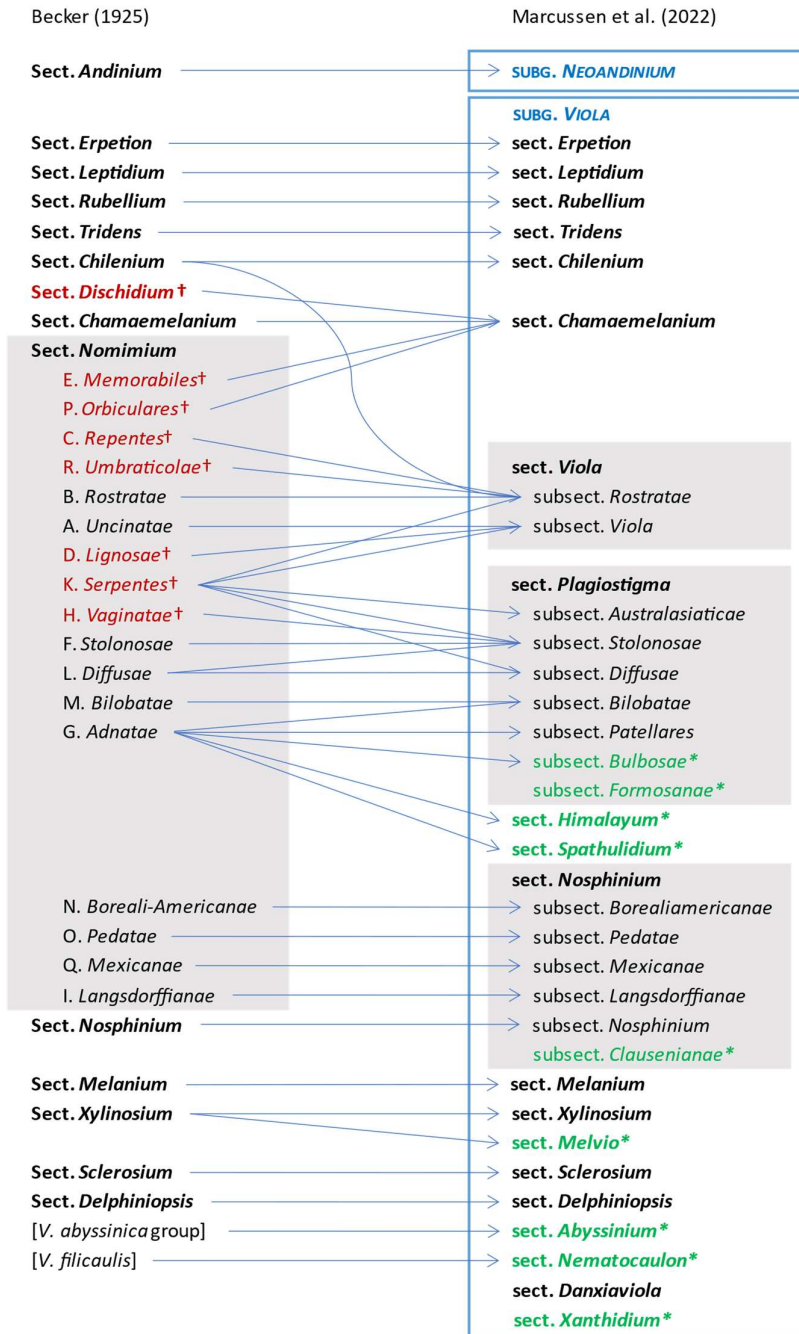 Becker (1925)
Marcussen et al. (2022)
Sect. Andinium
SUBG. NEOANDINIUM
SUBG. VIOLA
Sect. Erpetion
sect. Erpetion
Sect. Leptidium
sect. Leptidium
Sect. Rubellium
sect. Rubellium
Sect. Tridens
sect. Tridens
Sect. Chilenium
sect. Chilenium
Sect. Dischidium†
Sect. Chamaemelanium
sect. Chamaemelanium
Sect. Nomimium
E. Memorabiles†
P. Orbiculares†
C. Repentes†
R. Umbraticolae†
sect. Viola
B. Rostratae
subsect. Rostratae
A. Uncinatae
subsect. Viola
D. Lignosae†
K. Serpentes†
sect. Plagiostigma
H. Vaginatae†
subsect. Australasiaticae
F. Stolonosae
subsect. Stolonosae
L. Diffusae
subsect. Diffusae
M. Bilobatae
subsect. Bilobatae
G. Adnatae
subsect. Patellares
subsect. Bulbosae*
subsect. Formosanae*
sect. Himalayum*
sect. Spathulidium*
sect. Nosphinium
N. Boreali-Americanae
subsect. Borealiamericanae
O. Pedatae
subsect. Pedatae
Q. Mexicanae
subsect. Mexicanae
I. Langsdorffianae
subsect. Langsdorffianae
Sect. Nosphinium
subsect. Nosphinium
subsect. Clausenianae*
Sect. Melanium
sect. Melanium
Sect. Xylinosium
sect. Xylinosium
sect. Melvio*
Sect. Sclerosium
sect. Sclerosium
Sect. Delphiniopsis
sect. Delphiniopsis
[V. abyssinica group]
sect. Abyssinium*
[V. filicaulis]
sect. Nematocaulon*
sect. Danxiaviola
sect. Xanthidium*